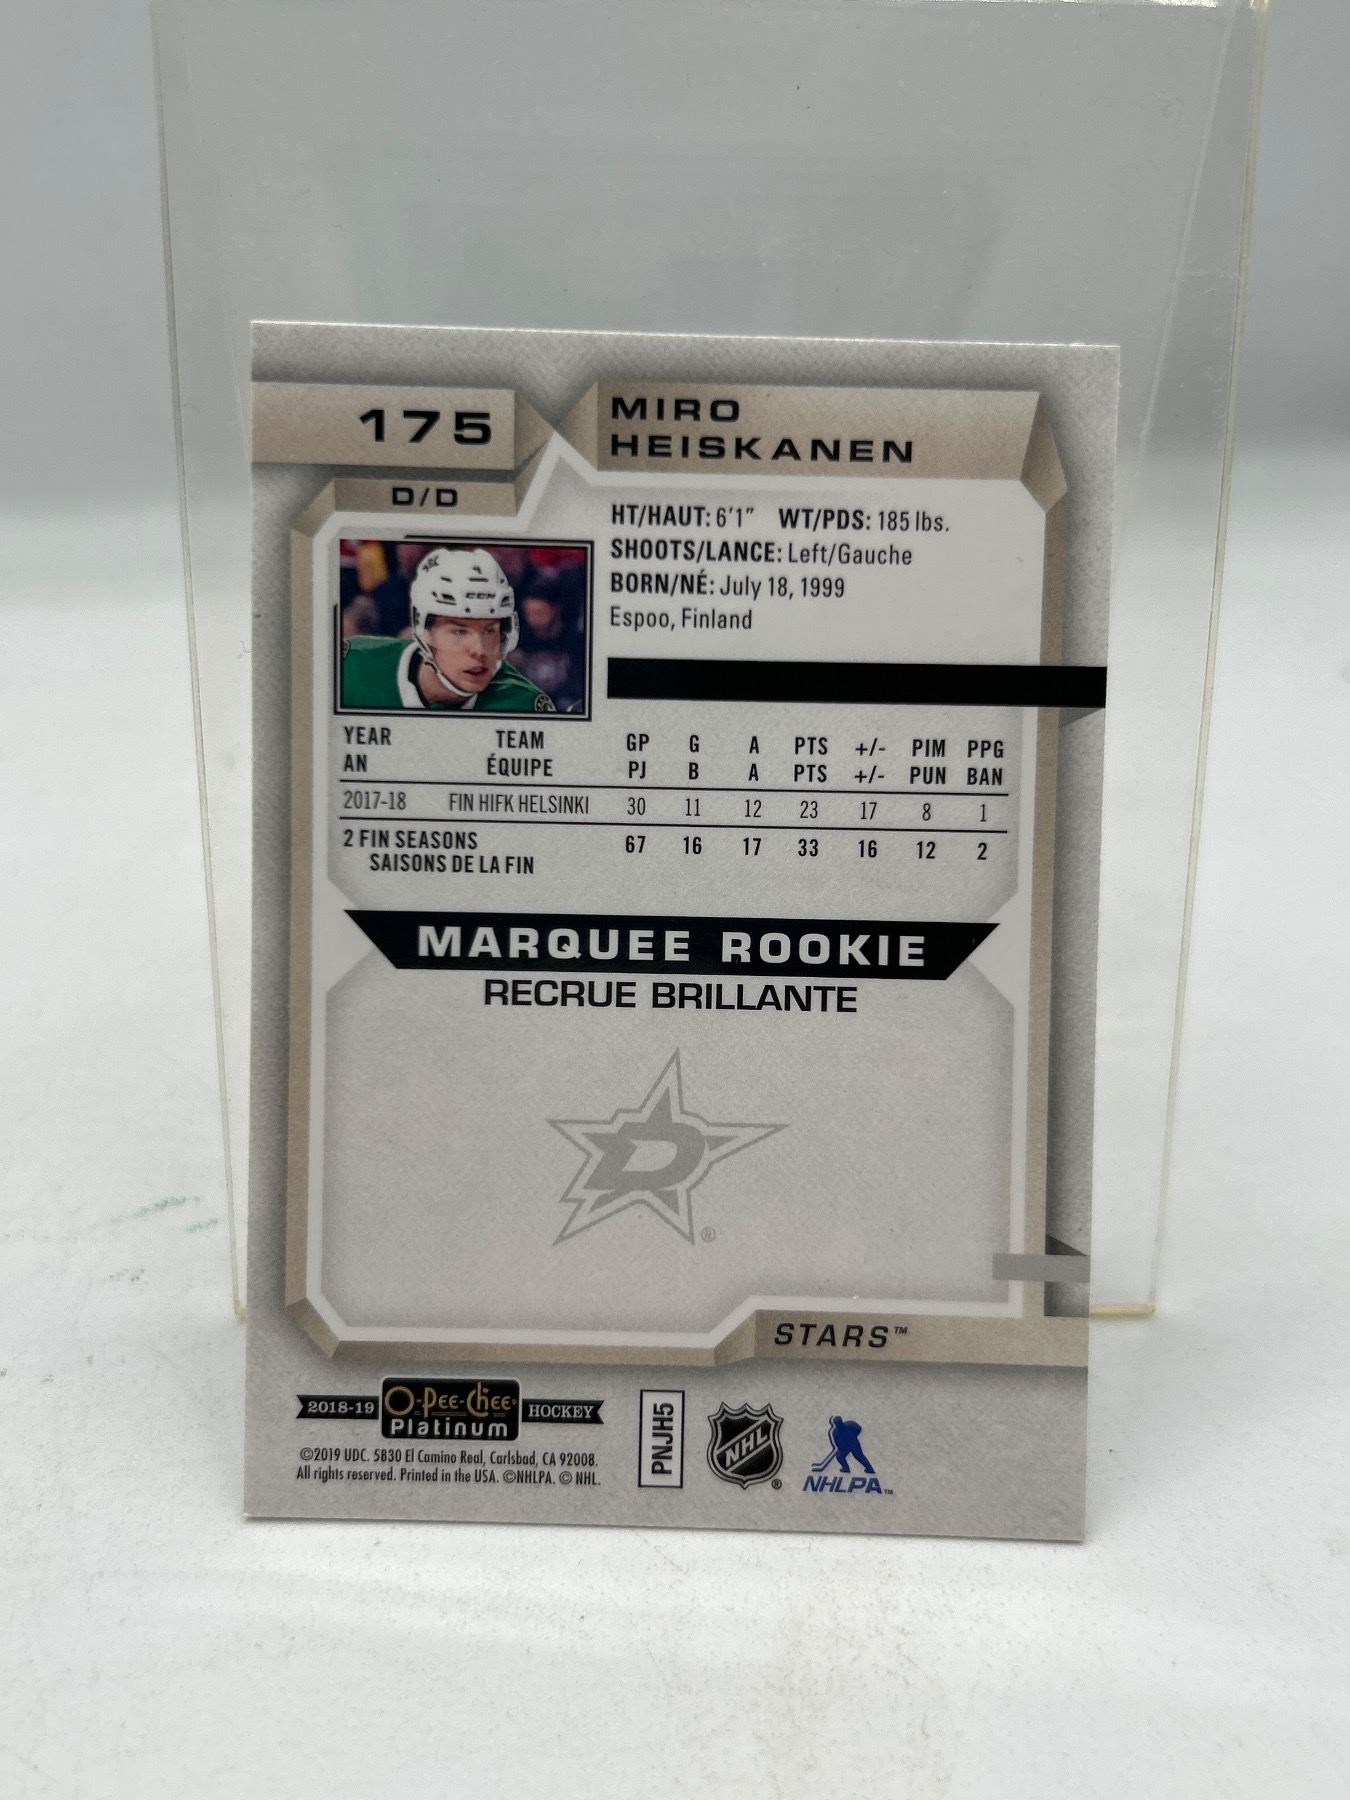 175
MIRO
HEISKANEN
D/D
HT/HAUT: 6'1" WT/PDS: 185 lbs.
SHOOTS/LANCE: Left/Gauche
BORN/NÉ: July 18, 1999
Espoo, Finland
CCM
YEAR TEAM GP G A PTS +/- PIM PPG
AN ÉQUIPE PJ B A PTS +/- PUN BAN
2017-18 FIN HIFK HELSINKI 30 11 12 23 17 8 1
2 FIN SEASONS 67 16 17 33 16 12 2
SAISONS DE LA FIN
MARQUEE ROOKIE
RECRUE BRILLANTE
D
®
STARS™
2018-19 O-Pee-Chee® Platinum HOCKEY
©2019 UDC. 5830 El Camino Real, Carlsbad, CA 92008.
All rights reserved. Printed in the USA. ©NHLPA. © NHL.
PNJH5
NHL ®
NHLPA™